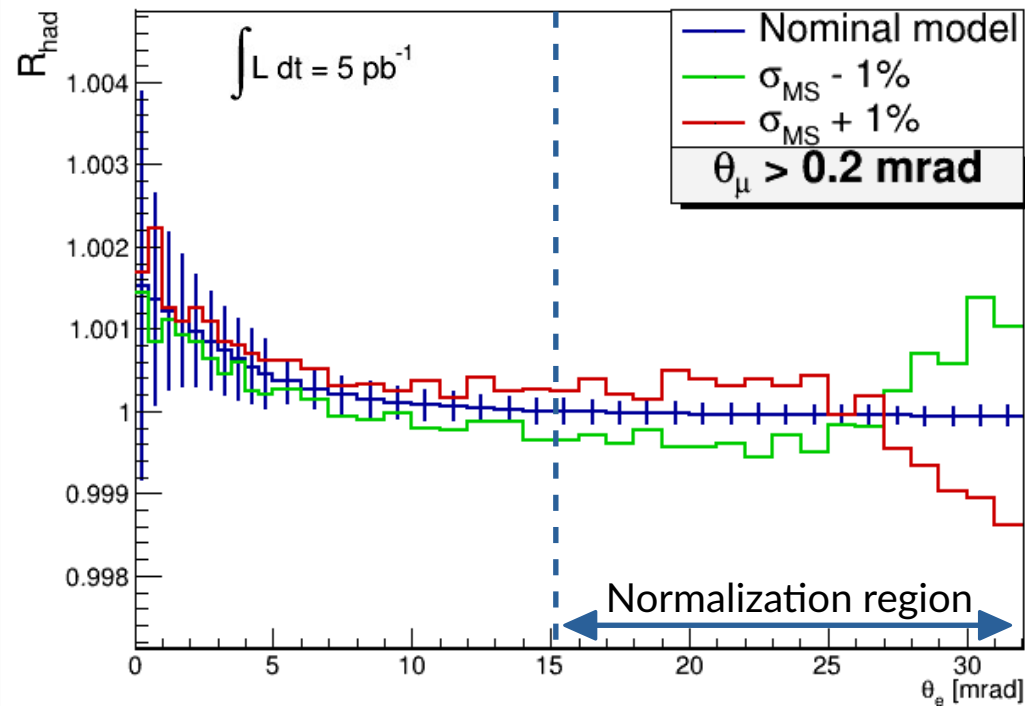 R_had
∫L dt = 5 pb⁻¹
Nominal model
σ_MS - 1%
σ_MS + 1%
θ_μ > 0.2 mrad
1.004
1.003
1.002
1.001
1
0.999
0.998
Normalization region
0 5 10 15 20 25 30
θ_e [mrad]